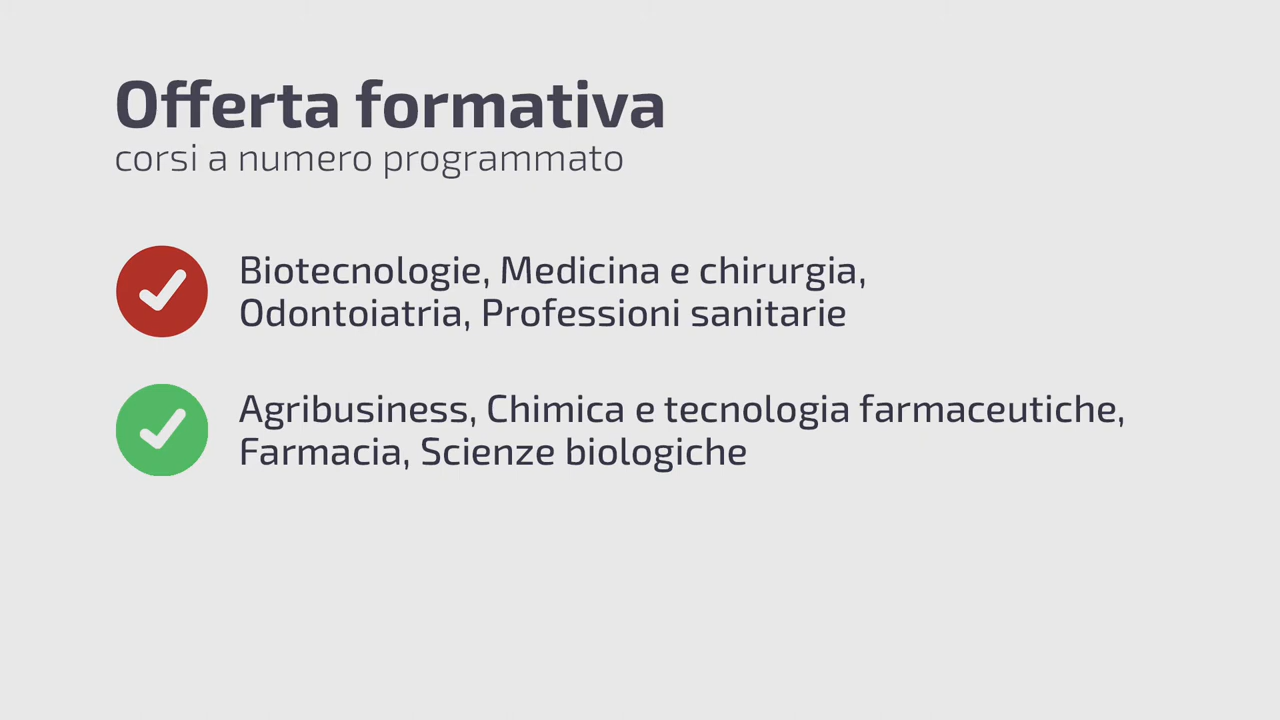 Offerta formativa
corsi a numero programmato
Biotecnologie, Medicina e chirurgia,
Odontoiatria, Professioni sanitarie
Agribusiness, Chimica e tecnologia farmaceutiche,
Farmacia, Scienze biologiche